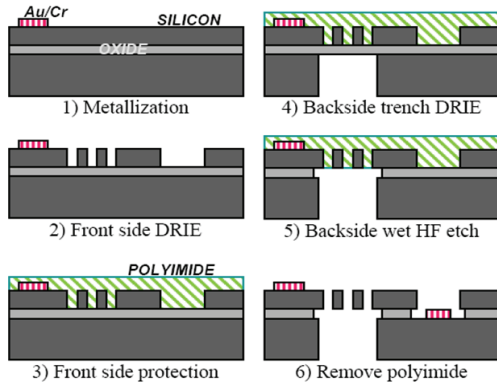 Au/Cr
SILICON
OXIDE
1) Metallization
2) Front side DRIE
POLYIMIDE
3) Front side protection
4) Backside trench DRIE
5) Backside wet HF etch
6) Remove polyimide